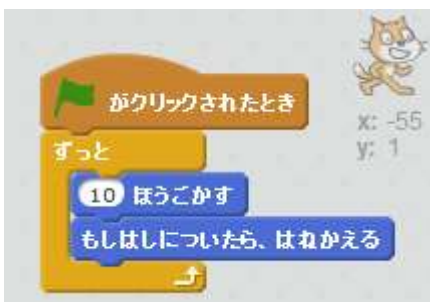 がクリックされたとき
x: -55
y: 1
ずっと
10 ほうごかす
もしはしについたら、はねかえる